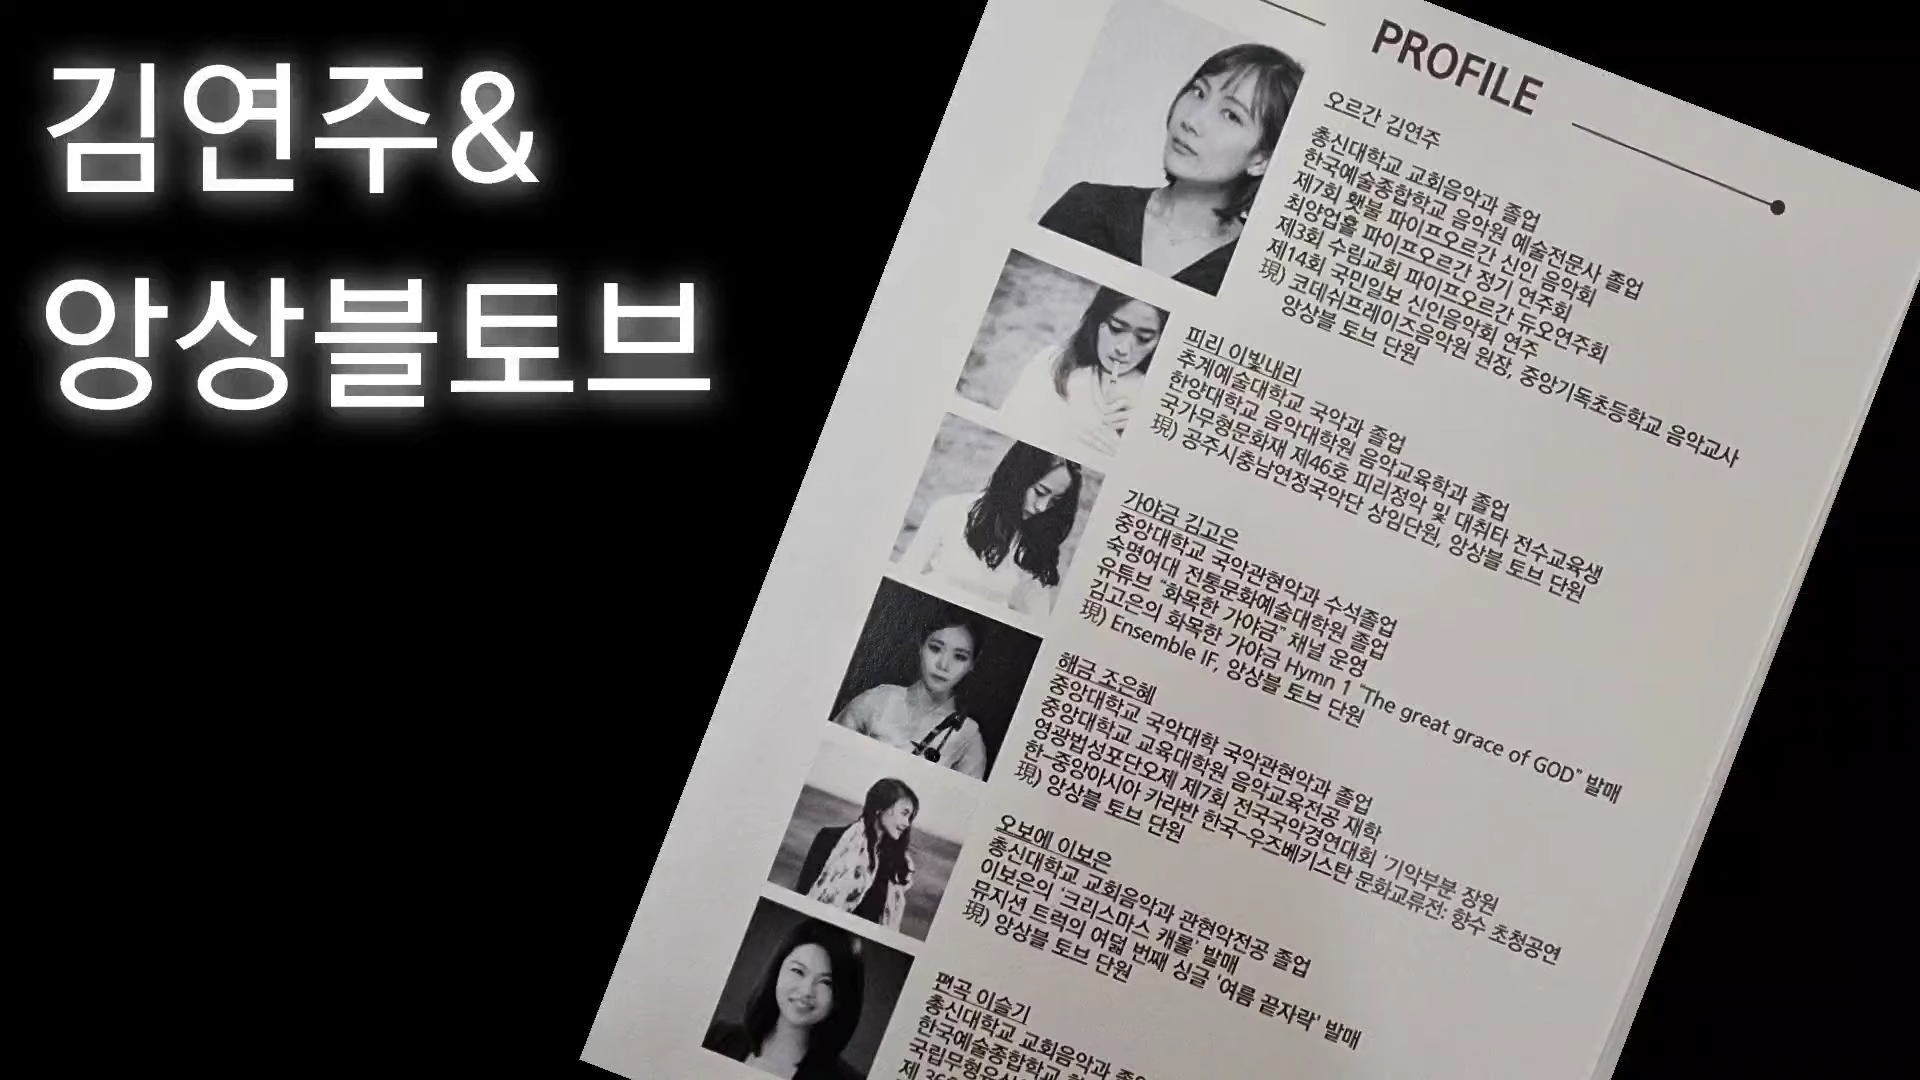 김연주&
앙상블토브
PROFILE
오르간 김연주
총신대학교 교회음악과 졸업
한국예술종합학교 음악원 예술전문사 졸업
제7회 횃불 파이프오르간 신인 음악회
최양업홀 파이프오르간 정기 연주회
제3회 수림교회 파이프오르간 듀오연주회
제14회 국민일보 신인음악회 연주
現) 코데쉬프레이즈음악원 원장, 중앙기독초등학교 음악교사
앙상블 토브 단원
피리 이빛내리
추계예술대학교 국악과 졸업
한양대학교 음악대학원 음악교육학과 졸업
국가무형문화재 제46호 피리정악 및 대취타 전수교육생
現) 공주시충남연정국악단 상임단원, 앙상블 토브 단원
가야금 김고은
중앙대학교 국악관현악과 수석졸업
숙명여대 전통문화예술대학원 졸업
유튜브 “화목한 가야금” 채널 운영
김고은의 화목한 가야금 Hymn 1 “The great grace of GOD” 발매
現) Ensemble IF, 앙상블 토브 단원
해금 조은혜
중앙대학교 국악대학 국악관현악과 졸업
중앙대학교 교육대학원 음악교육전공 재학
영광법성포단오제 제7회 전국국악경연대회 '기악부분 장원
한-중앙아시아 카라반 한국-우즈베키스탄 문화교류전: 향수 초청공연
現) 앙상블 토브 단원
오보에 이보은
총신대학교 교회음악과 관현악전공 졸업
이보은의 '크리스마스 캐롤' 발매
뮤지션 트럭의 여덟 번째 싱글 '여름 끝자락' 발매
現) 앙상블 토브 단원
편곡 이슬기
총신대학교 교회음악과
한국예술종합학교
국립무형유
제 36